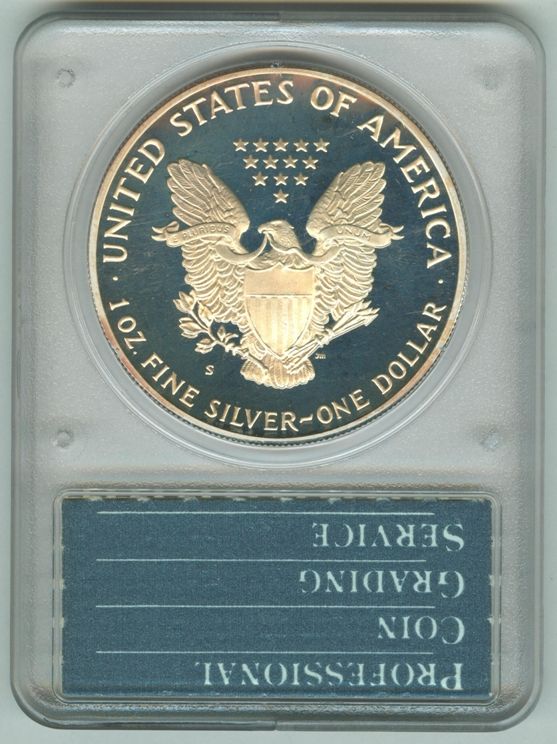 UNITED STATES OF AMERICA
PLURIBUS UNUM
S
JM
1 OZ. FINE SILVER~ONE DOLLAR
PROFESSIONAL
COIN
GRADING
SERVICE